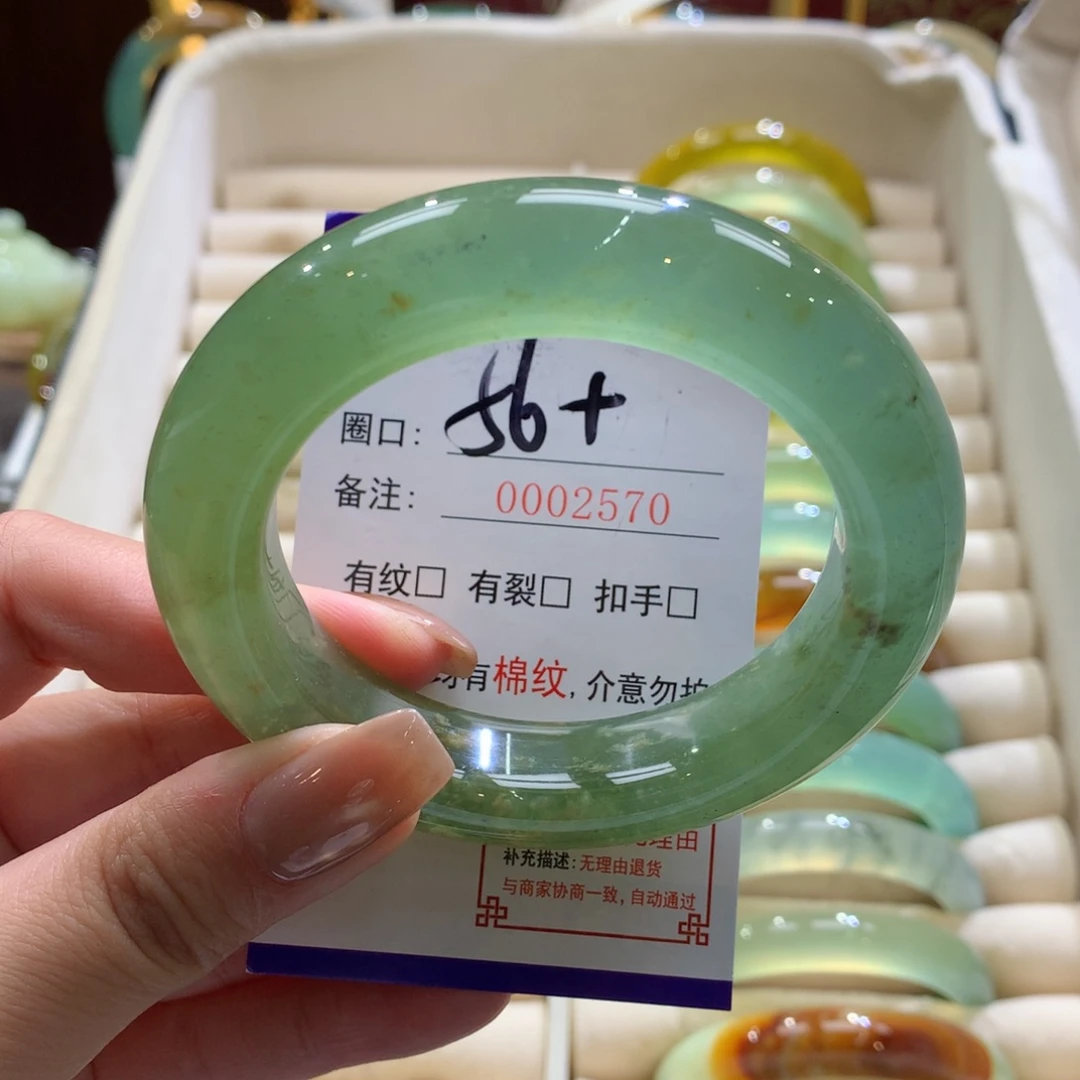 圈口: 56+
备注: 0002570
有纹□ 有裂□ 扣手□
有棉纹, 介意勿拍
理由
补充描述: 无理由退货
与商家协商一致, 自动通过